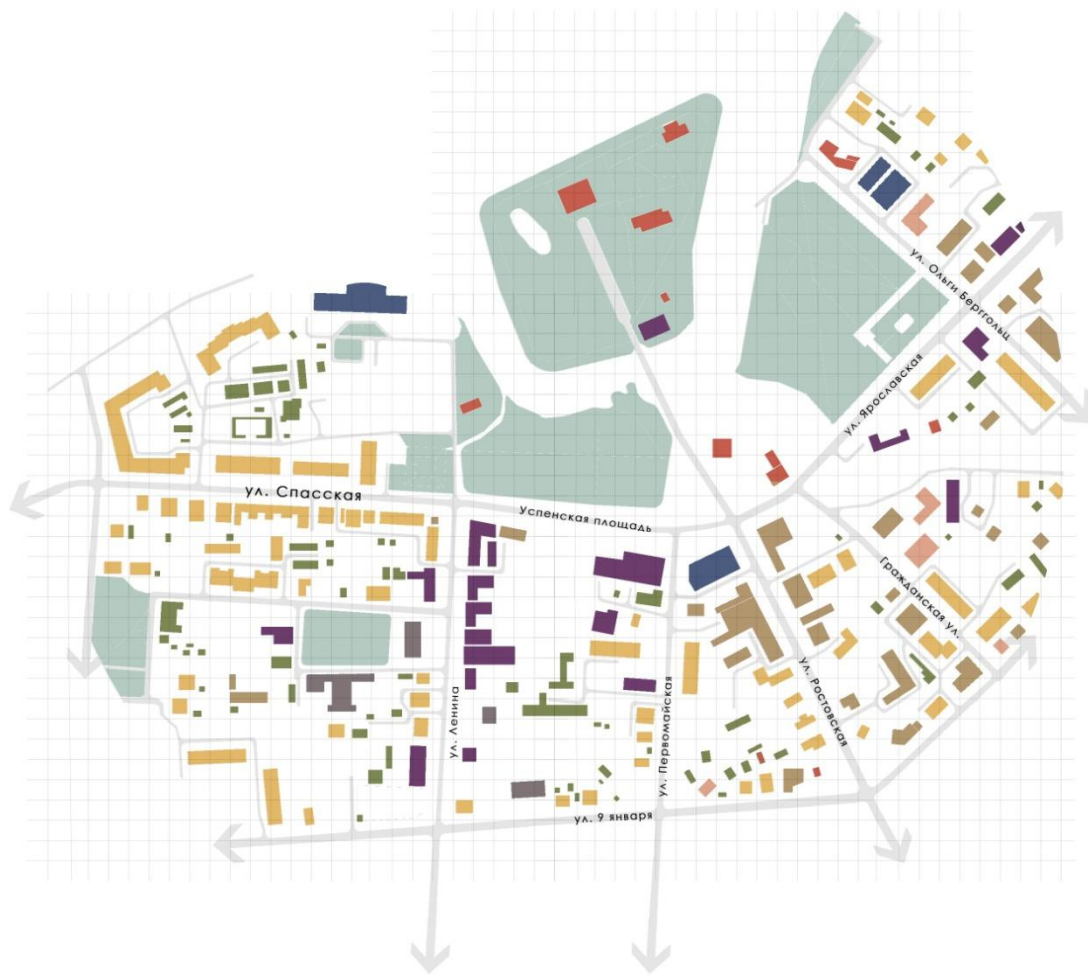 ул. Ольги Берггольц
ул. Ярославская
ул. Спасская
Успенская площадь
Гражданская ул.
ул. Ростовская
ул. Ленина
ул. Первомайская
ул. 9 января